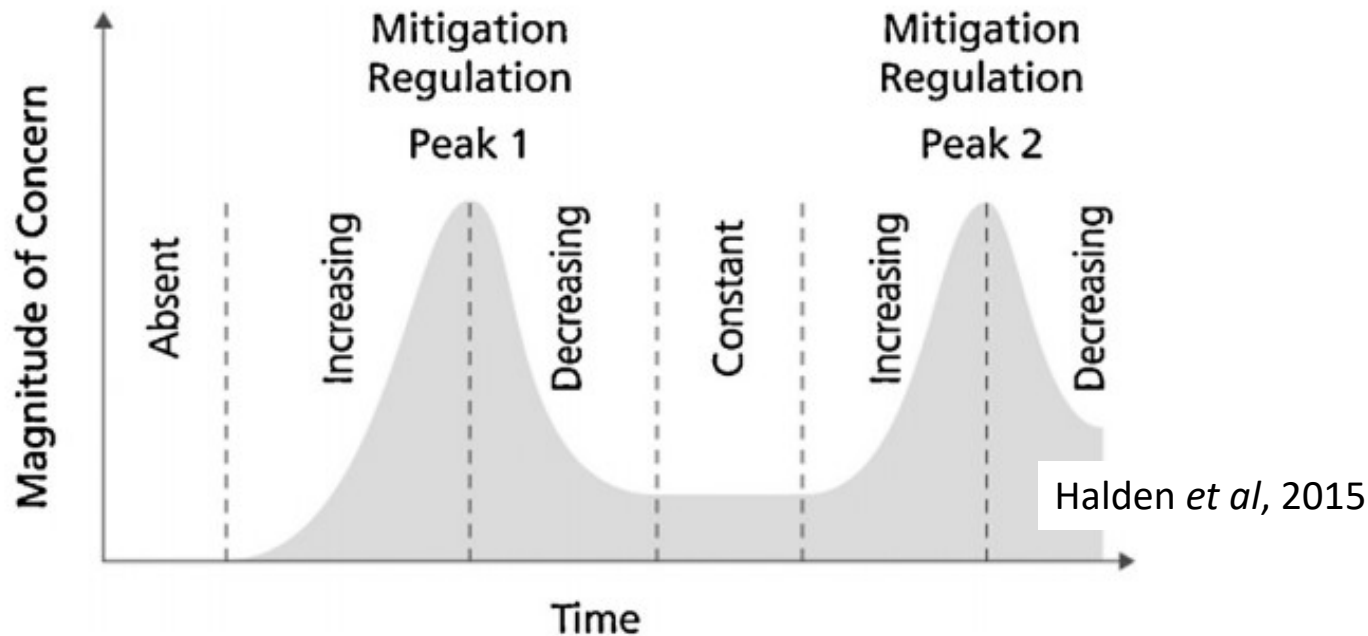 Mitigation
Regulation
Peak 1
Mitigation
Regulation
Peak 2
Magnitude of Concern
Absent
Increasing
Decreasing
Constant
Increasing
Decreasing
Halden et al, 2015
Time